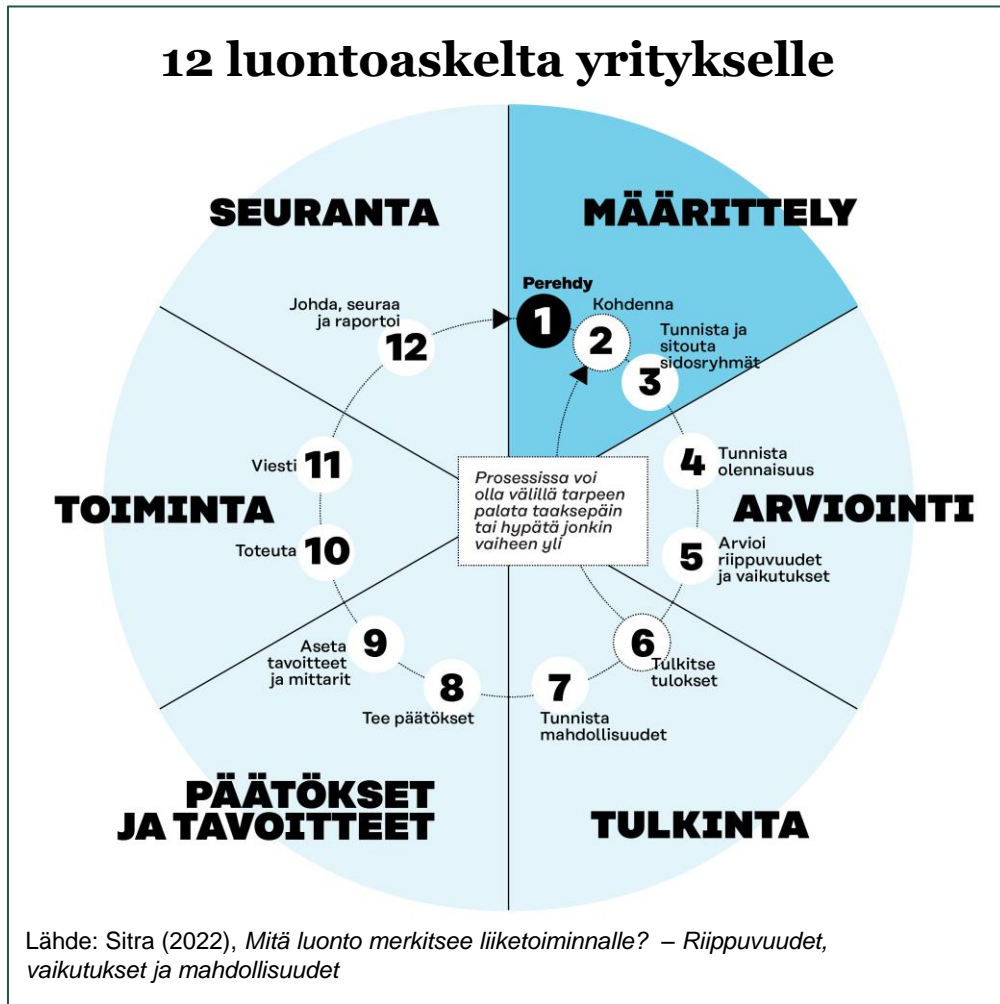 12 luontoaskelta yritykselle
SEURANTA
MÄÄRITTELY
Perehdy
1
Kohdenna
2
Tunnista ja
sitouta
sidosryhmät
3
4
Tunnista
olennaisuus
ARVIOINTI
5
Arvioi
riippuvuudet
ja vaikutukset
6
Tulkitse
tulokset
7
Tunnista
mahdollisuudet
TULKINTA
8
Tee päätökset
9
Aseta
tavoitteet
ja mittarit
PÄÄTÖKSET
JA TAVOITTEET
10
Toteuta
TOIMINTA
11
Viesti
12
Johda, seuraa
ja raportoi
Prosessissa voi
olla välillä tarpeen
palata taaksepäin
tai hypätä jonkin
vaiheen yli
Lähde: Sitra (2022), Mitä luonto merkitsee liiketoiminnalle? – Riippuvuudet,
vaikutukset ja mahdollisuudet